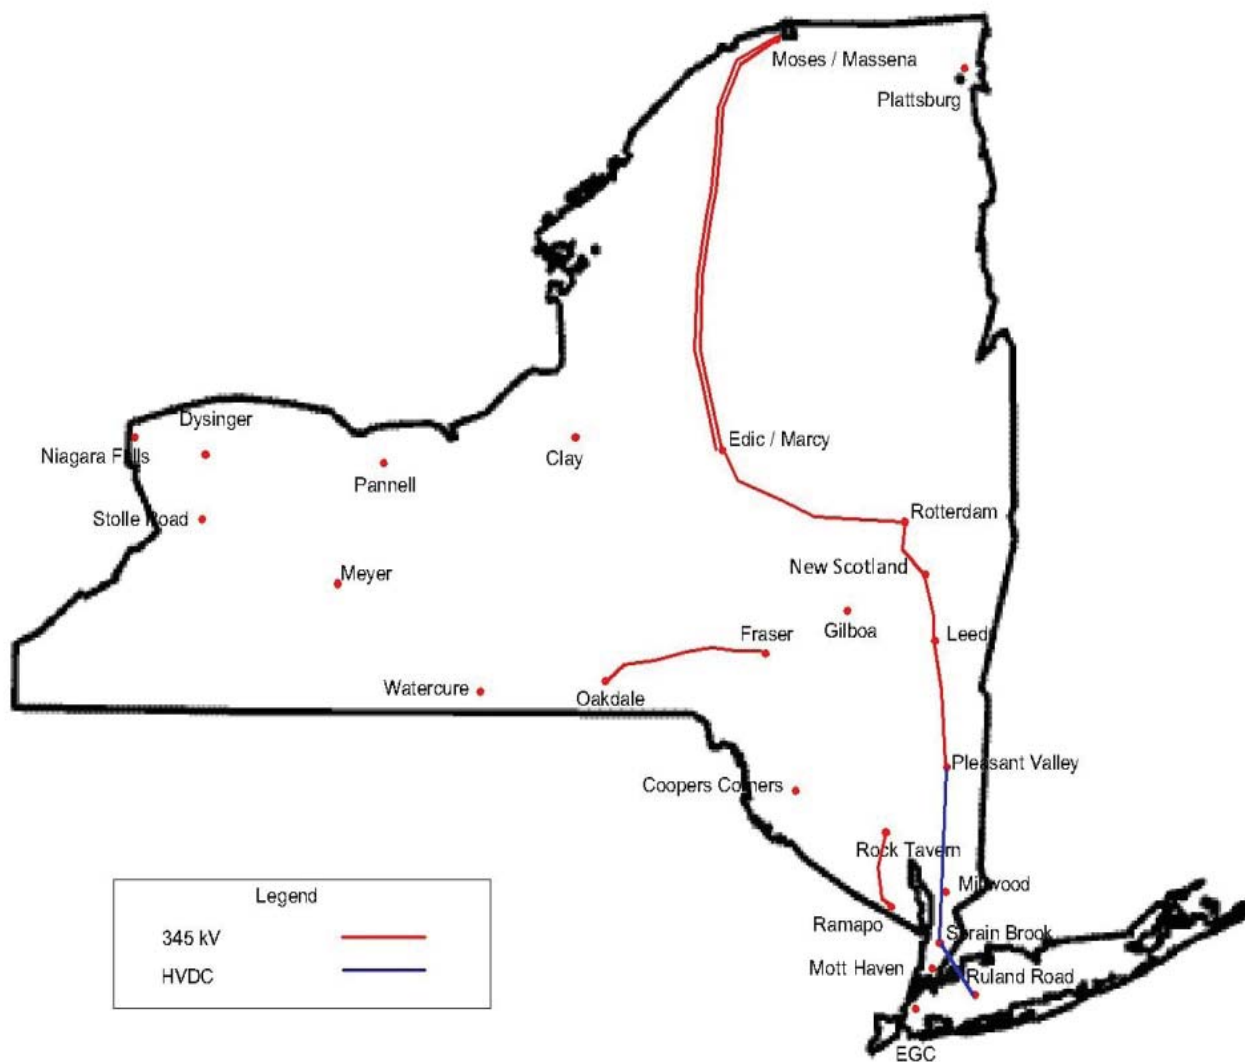 Moses / Massena
Plattsburg
Dysinger
Niagara Falls
Edic / Marcy
Clay
Pannell
Stolle Road
Rotterdam
New Scotland
Meyer
Gilboa
Fraser
Leeds
Watercure
Oakdale
Pleasant Valley
Coopers Corners
Rock Tavern
Millwood
Legend
Ramapo
Sprain Brook
345 kV
HVDC
Mott Haven
Ruland Road
EGC